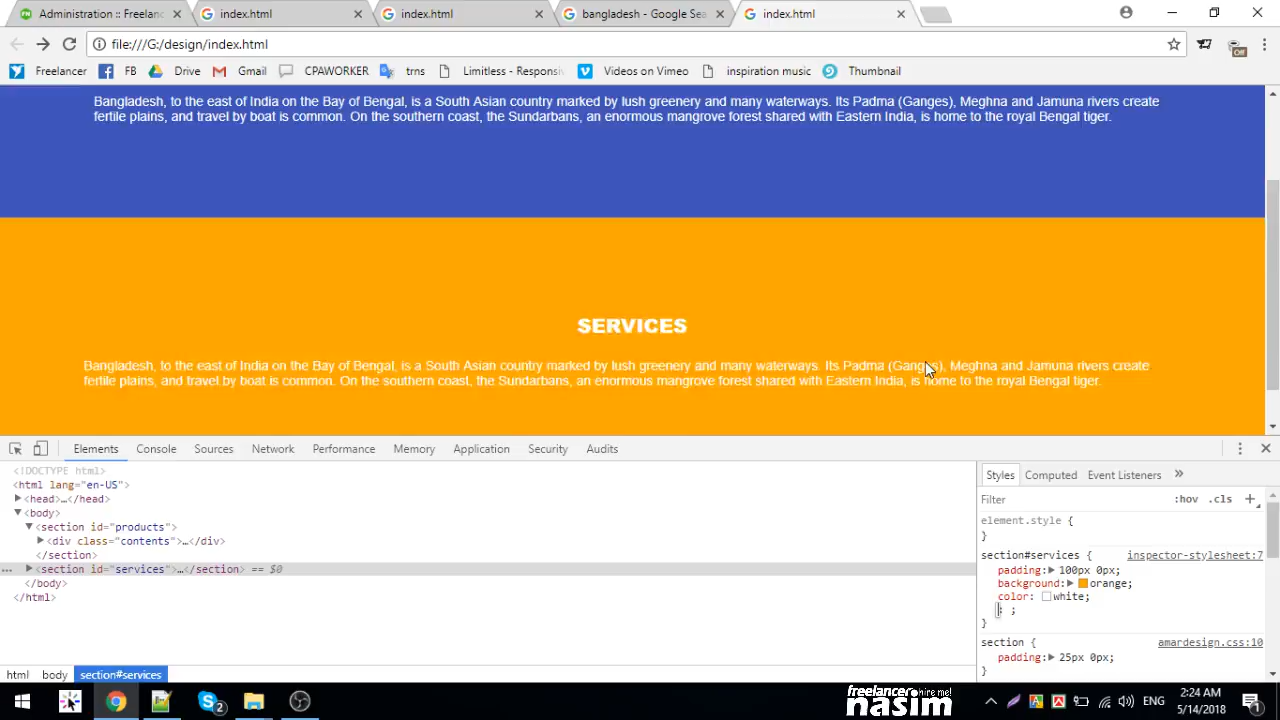 Administration :: Freelanc
index.html
index.html
bangladesh - Google Sea
index.html
file:///G:/design/index.html
Freelancer
FB
Drive
Gmail
CPAWORKER
trns
Limitless - Responsiv
Videos on Vimeo
inspiration music
Thumbnail
Off
Bangladesh, to the east of India on the Bay of Bengal, is a South Asian country marked by lush greenery and many waterways. Its Padma (Ganges), Meghna and Jamuna rivers create
fertile plains, and travel by boat is common. On the southern coast, the Sundarbans, an enormous mangrove forest shared with Eastern India, is home to the royal Bengal tiger.
SERVICES
Bangladesh, to the east of India on the Bay of Bengal, is a South Asian country marked by lush greenery and many waterways. Its Padma (Ganges), Meghna and Jamuna rivers create
fertile plains, and travel by boat is common. On the southern coast, the Sundarbans, an enormous mangrove forest shared with Eastern India, is home to the royal Bengal tiger.
Elements Console Sources Network Performance Memory Application Security Audits
<!DOCTYPE html>
<html lang="en-US">
<head>…</head>
<body>
<section id="products">
<div class="contents">…</div>
</section>
<section id="services">…</section> == $0
</body>
</html>
html body section#services
Styles Computed Event Listeners »
Filter :hov .cls +
element.style {
}
section#services { inspector-stylesheet:7
padding: 100px 0px;
background: orange;
color: white;
: ;
}
section { amardesign.css:10
padding: 25px 0px;
}
2
freelancer hire me!
nasim
ENG
2:24 AM
5/14/2018
1